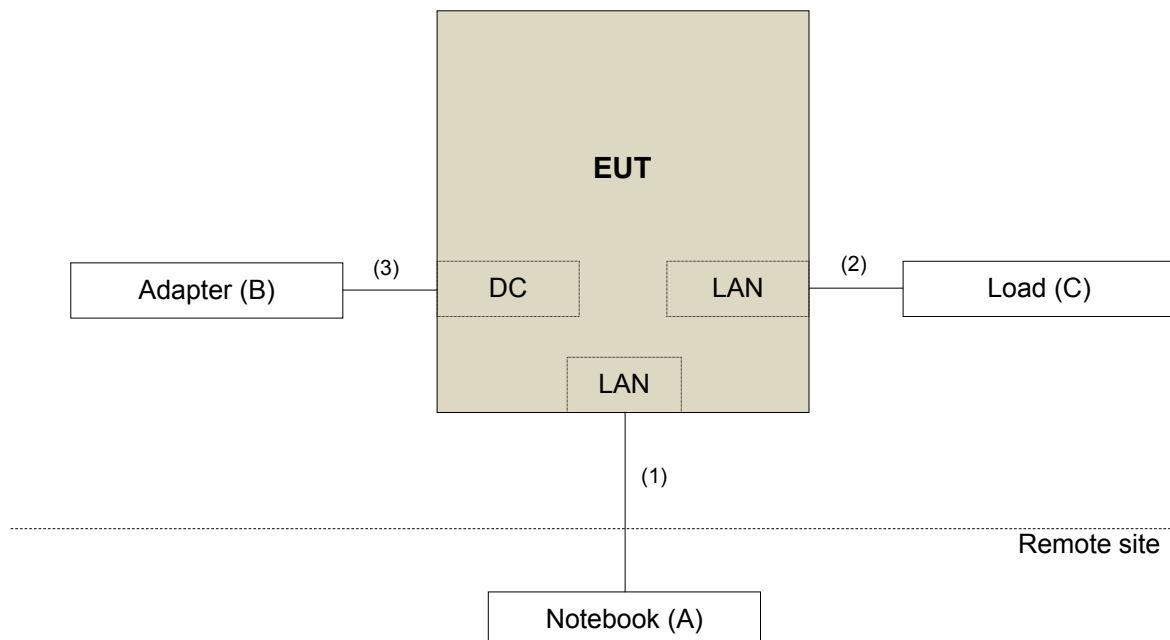 EUT
(3)
(2)
Adapter (B)
DC
LAN
Load (C)
LAN
(1)
Remote site
Notebook (A)